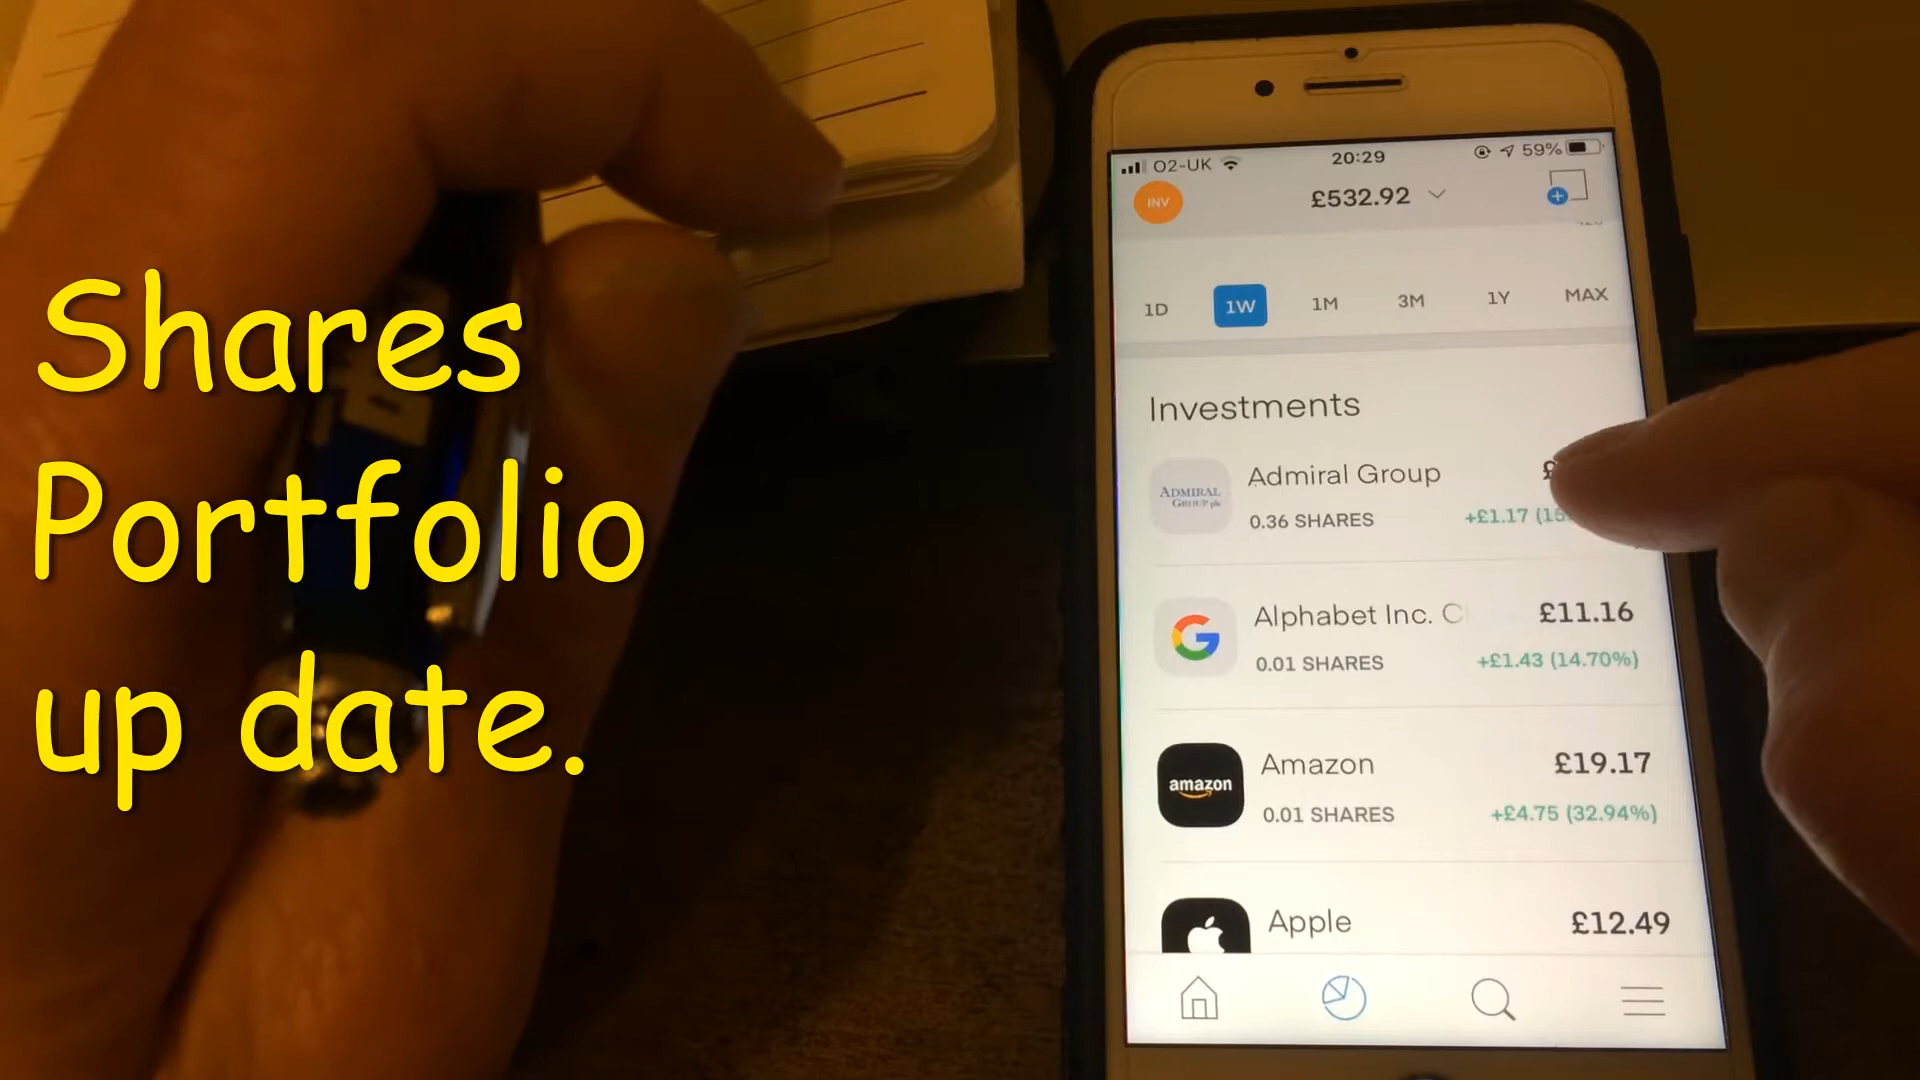 Shares
Portfolio
up date.
O2-UK 20:29 59%
INV £532.92
1D 1W 1M 3M 1Y MAX
Investments
ADMIRAL GROUP plc
Admiral Group £
0.36 SHARES +£1.17
G
Alphabet Inc. C £11.16
0.01 SHARES +£1.43 (14.70%)
amazon
Amazon £19.17
0.01 SHARES +£4.75 (32.94%)
Apple £12.49